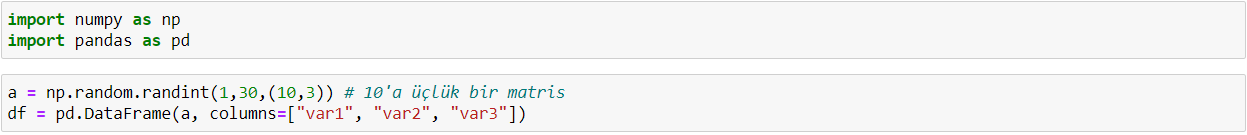 import numpy as np
import pandas as pd
a = np.random.randint(1,30,(10,3)) # 10'a üçlük bir matris
df = pd.DataFrame(a, columns=["var1", "var2", "var3"])